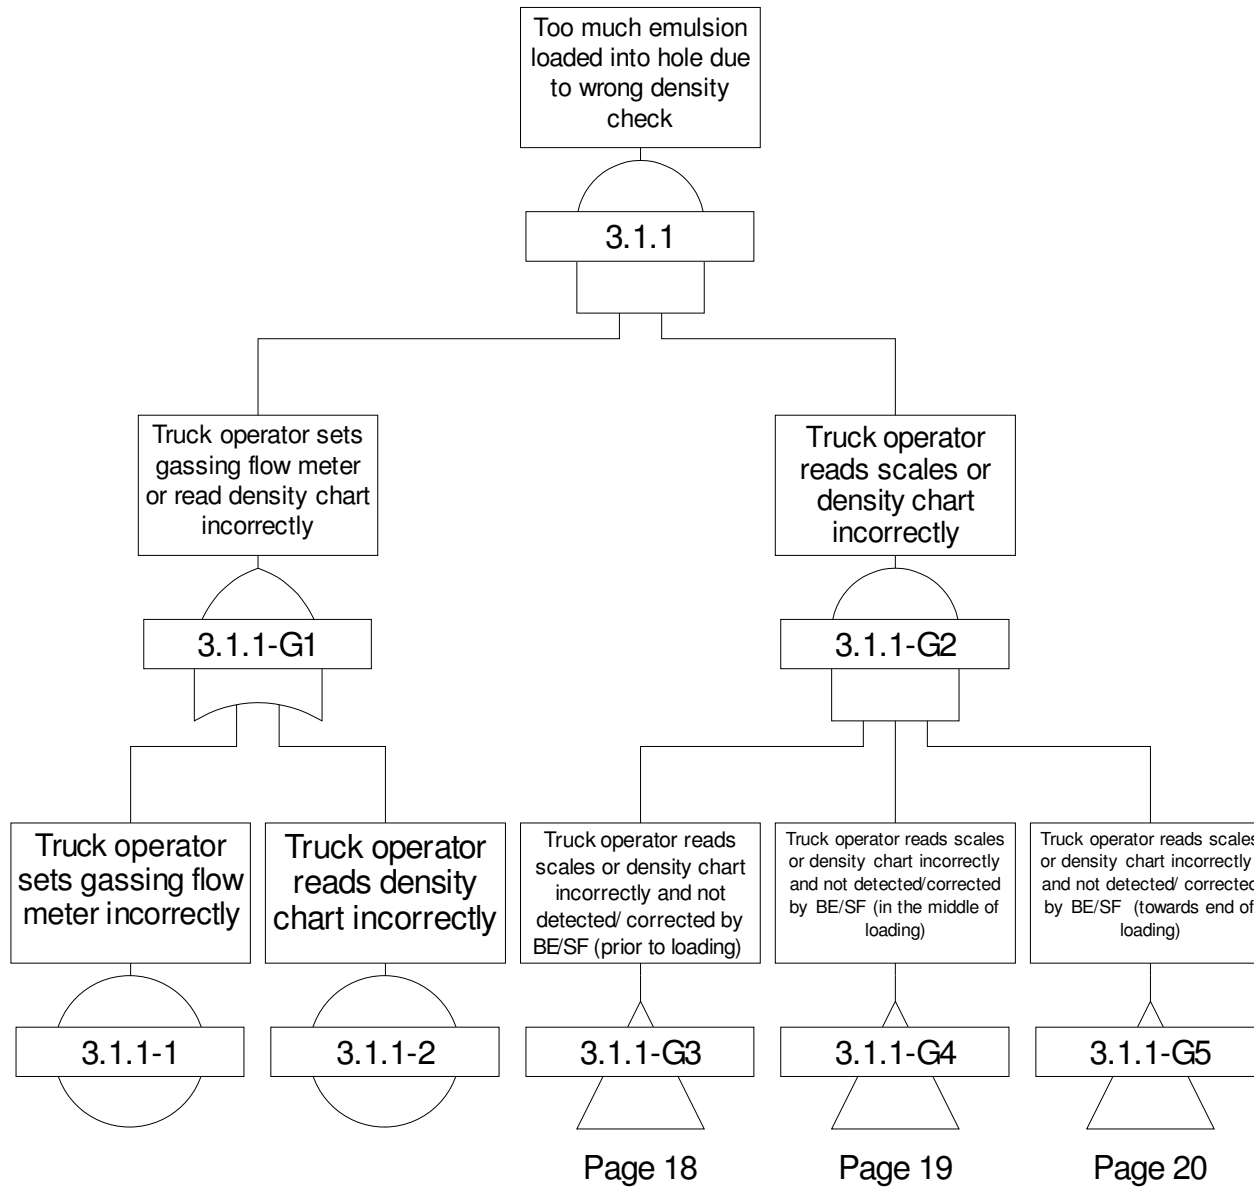 Too much emulsion
loaded into hole due
to wrong density
check
3.1.1
Truck operator sets
gassing flow meter
or read density chart
incorrectly
3.1.1-G1
Truck operator
reads scales or
density chart
incorrectly
3.1.1-G2
Truck operator
sets gassing flow
meter incorrectly
3.1.1-1
Truck operator
reads density
chart incorrectly
3.1.1-2
Truck operator reads
scales or density chart
incorrectly and not
detected/ corrected by
BE/SF (prior to loading)
3.1.1-G3
Page 18
Truck operator reads scales
or density chart incorrectly
and not detected/corrected
by BE/SF (in the middle of
loading)
3.1.1-G4
Page 19
Truck operator reads scales
or density chart incorrectly
and not detected/ corrected
by BE/SF (towards end of
loading)
3.1.1-G5
Page 20